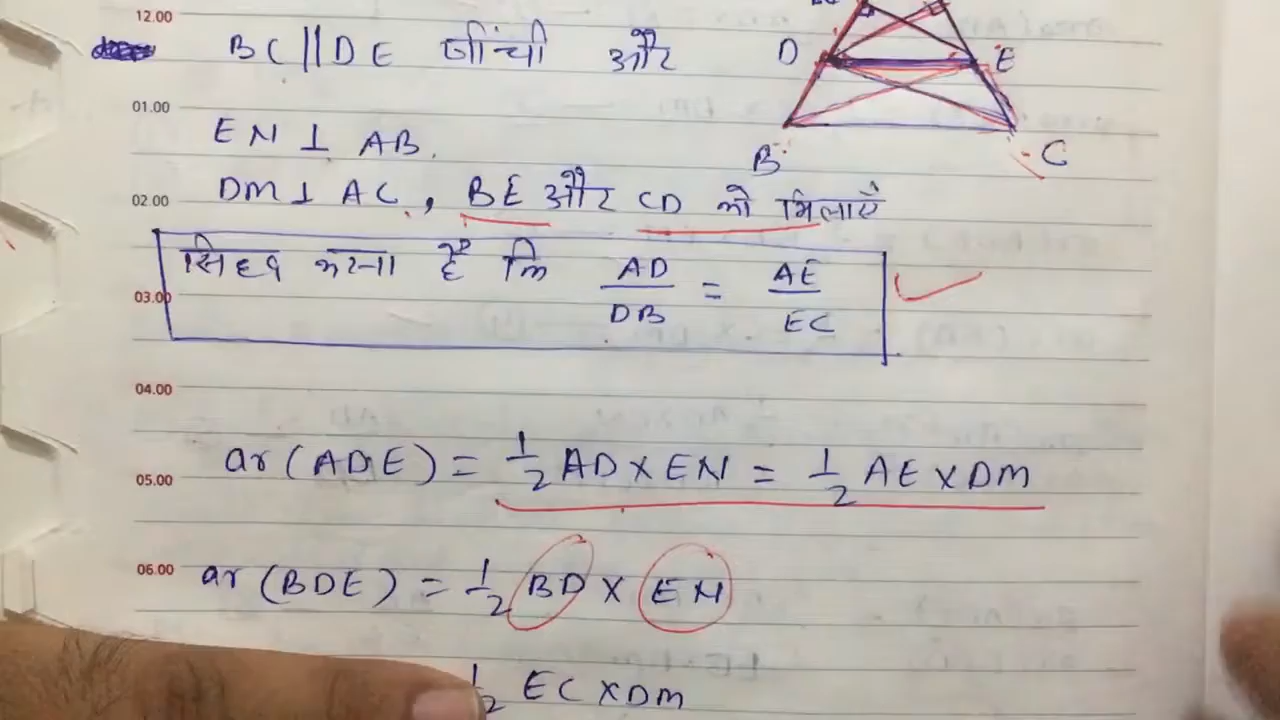 12.00
BC||DE खींची और
01.00
EN ⊥ AB.
02.00
DM ⊥ AC, BE और CD को मिलाएँ
सिद्ध करना है कि AD/DB = AE/EC
03.00
04.00
ar(ADE) = 1/2 AD X EN = 1/2 AE X DM
05.00
06.00
ar(BDE) = 1/2 BD X EN
1/2 EC X DM
D
E
B
C